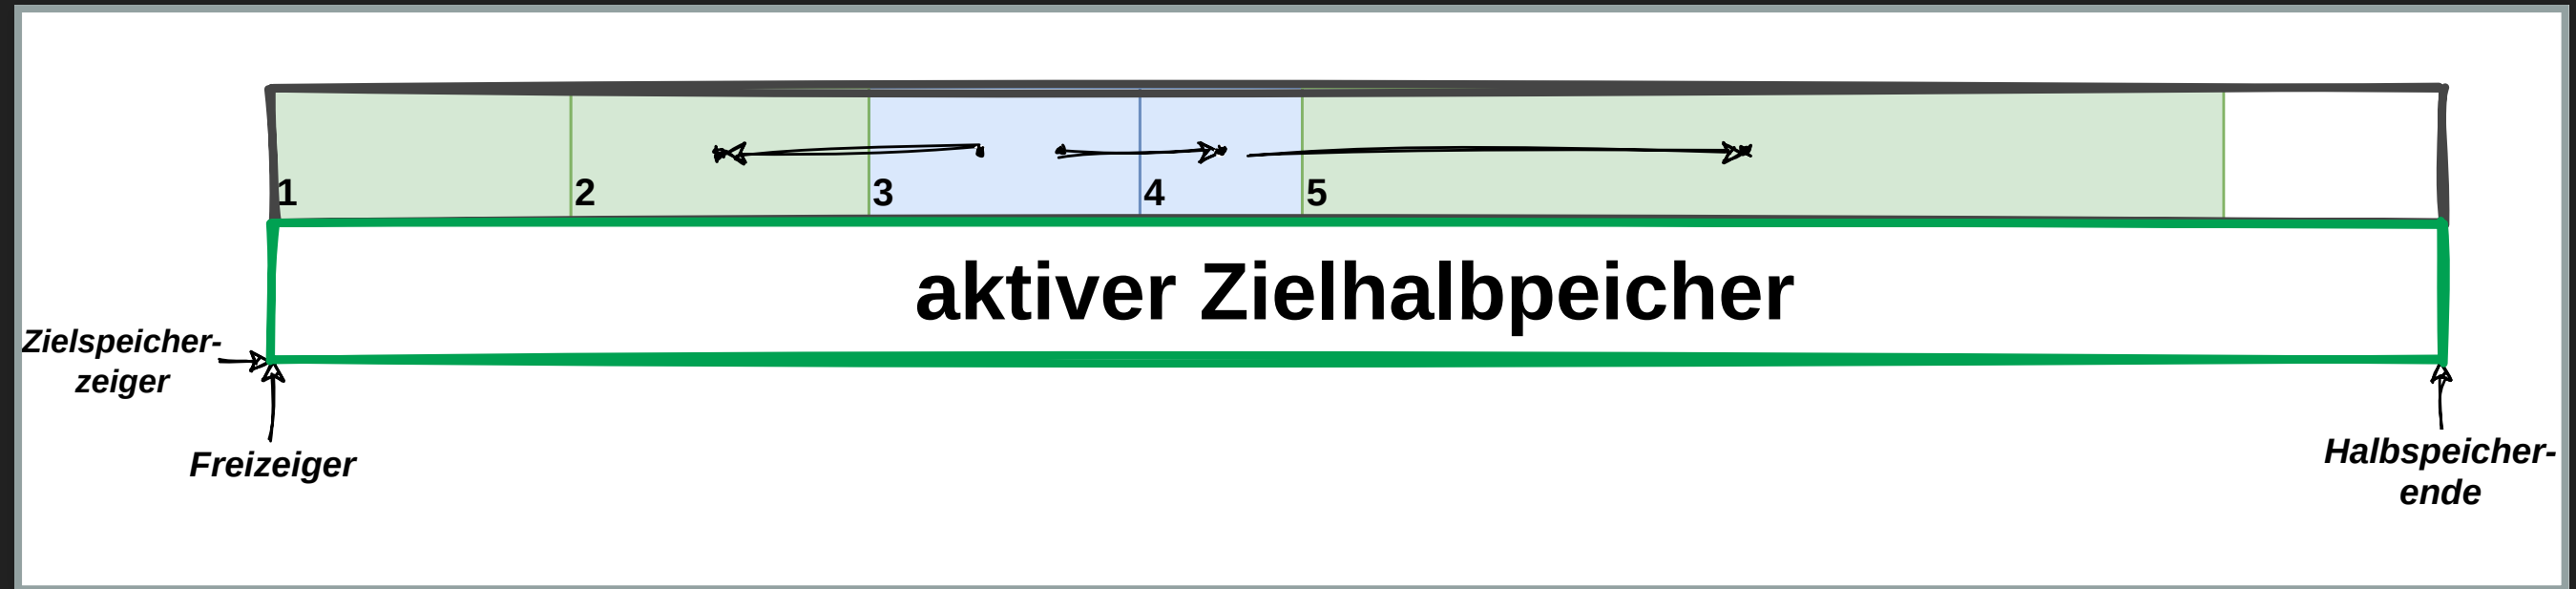 1 2 3 4 5
aktiver Zielhalbpeicher
Zielspeicher-
zeiger
Freizeiger
Halbspeicher-
ende